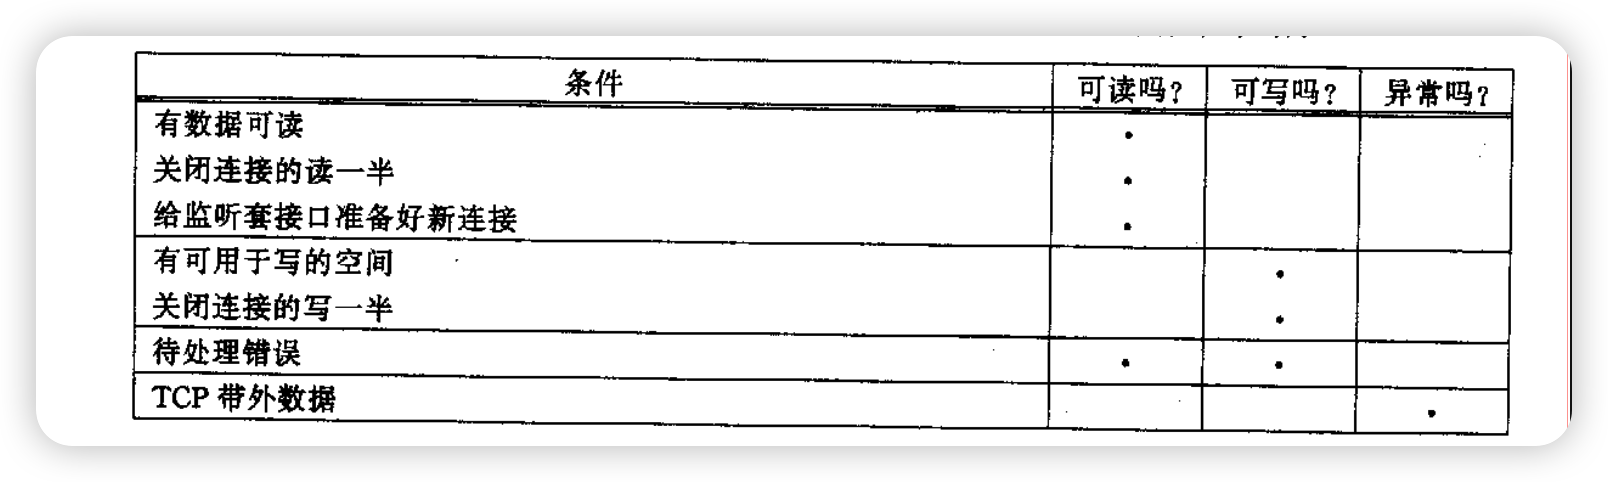 条件 可读吗? 可写吗? 异常吗?
有数据可读 •
关闭连接的读一半 •
给监听套接口准备好新连接 •
有可用于写的空间 •
关闭连接的写一半 •
待处理错误 • •
TCP 带外数据 •